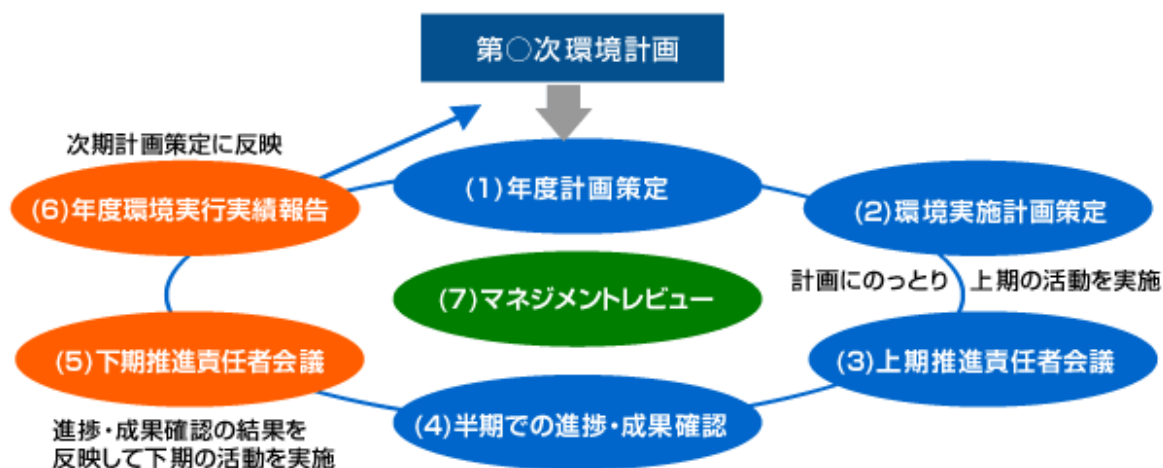 第○次環境計画
次期計画策定に反映
(1)年度計画策定
(6)年度環境実行実績報告
(2)環境実施計画策定
計画にのっとり 上期の活動を実施
(7)マネジメントレビュー
(5)下期推進責任者会議
(3)上期推進責任者会議
(4)半期での進捗・成果確認
進捗・成果確認の結果を
反映して下期の活動を実施